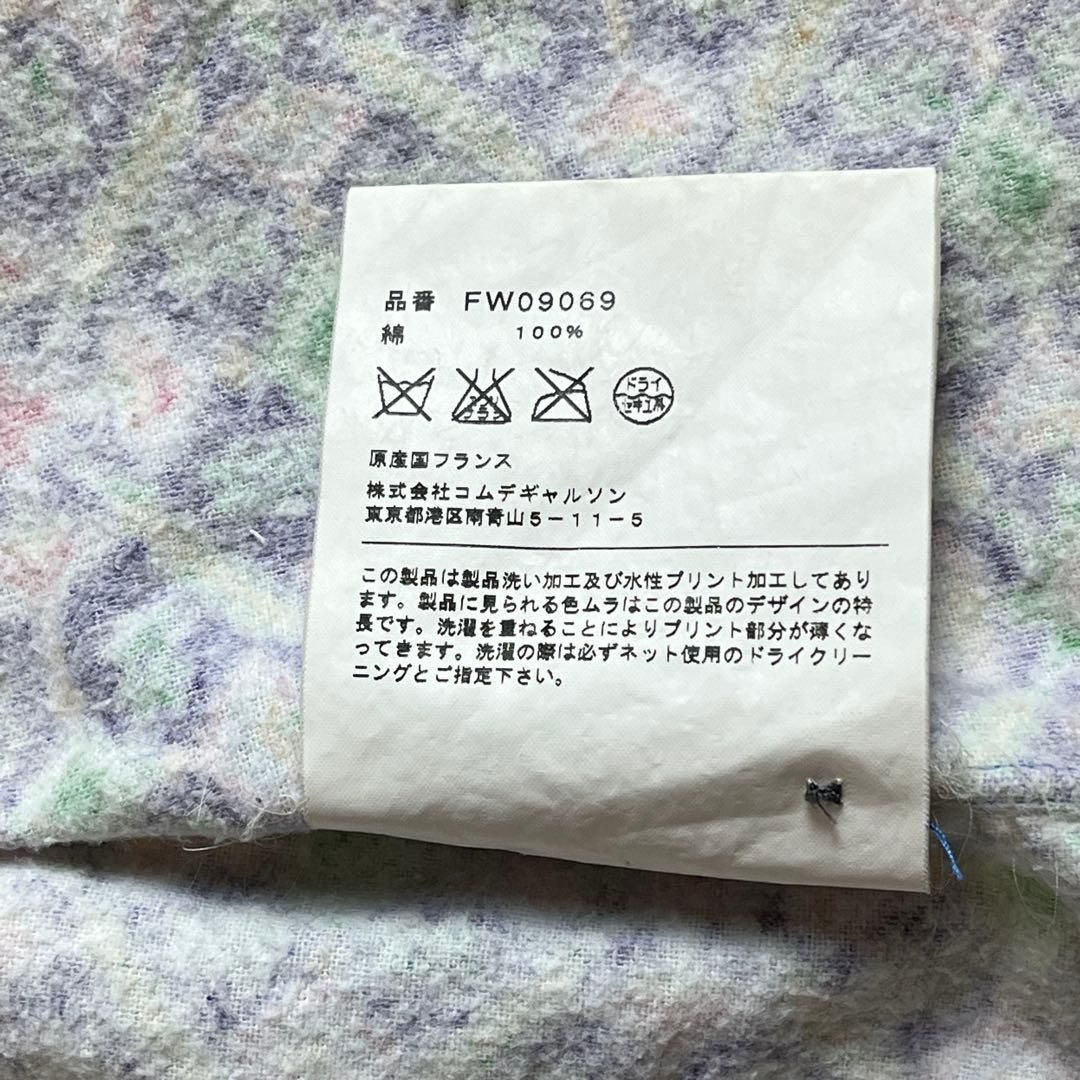 品番 FW09069
綿 100%
ドライ
セキユ系
原産国フランス
株式会社コムデギャルソン
東京都港区南青山5-11-5
この製品は製品洗い加工及び水性プリント加工してあり
ます。製品に見られる色ムラはこの製品のデザインの特
長です。洗濯を重ねることによりプリント部分が薄くな
ってきます。洗濯の際は必ずネット使用のドライクリー
ニングとご指定下さい。